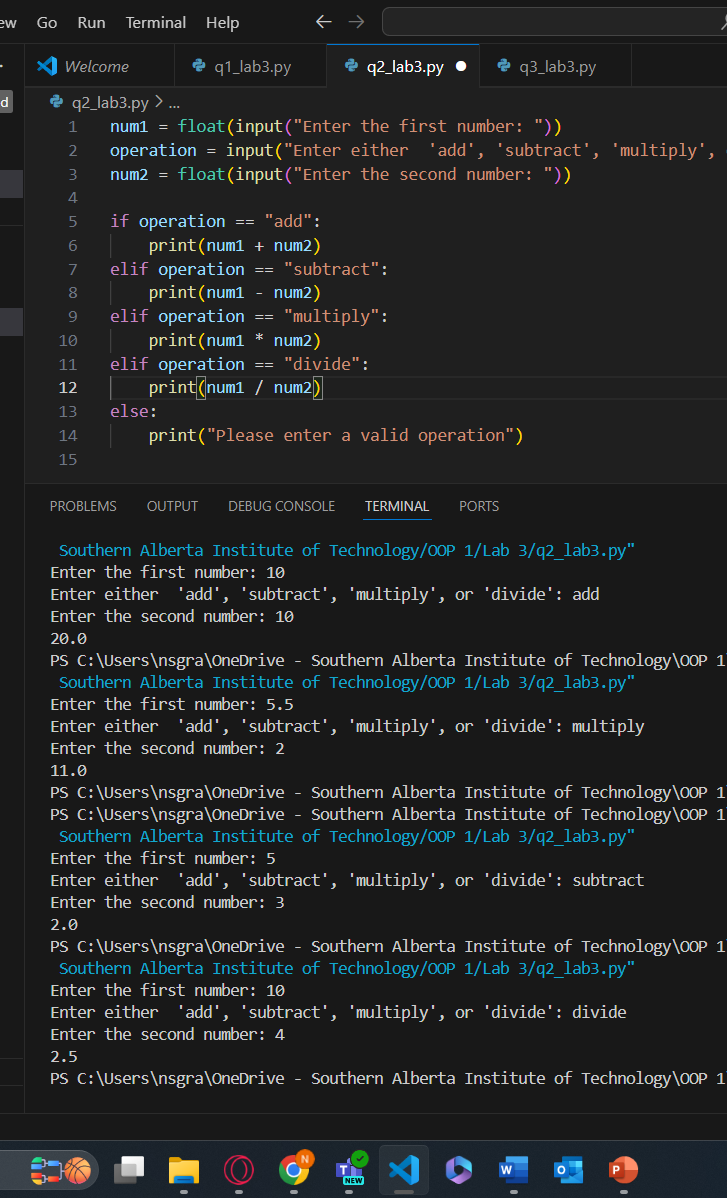 ew Go Run Terminal Help
Welcome q1_lab3.py q2_lab3.py q3_lab3.py
d
q2_lab3.py > ...
1 num1 = float(input("Enter the first number: "))
2 operation = input("Enter either  'add', 'subtract', 'multiply',
3 num2 = float(input("Enter the second number: "))
4
5 if operation == "add":
6     print(num1 + num2)
7 elif operation == "subtract":
8     print(num1 - num2)
9 elif operation == "multiply":
10     print(num1 * num2)
11 elif operation == "divide":
12     print(num1 / num2)
13 else:
14     print("Please enter a valid operation")
15
PROBLEMS OUTPUT DEBUG CONSOLE TERMINAL PORTS
Southern Alberta Institute of Technology/OOP 1/Lab 3/q2_lab3.py"
Enter the first number: 10
Enter either  'add', 'subtract', 'multiply', or 'divide': add
Enter the second number: 10
20.0
PS C:\Users\nsgra\OneDrive - Southern Alberta Institute of Technology\OOP 1
Southern Alberta Institute of Technology/OOP 1/Lab 3/q2_lab3.py"
Enter the first number: 5.5
Enter either  'add', 'subtract', 'multiply', or 'divide': multiply
Enter the second number: 2
11.0
PS C:\Users\nsgra\OneDrive - Southern Alberta Institute of Technology\OOP 1
PS C:\Users\nsgra\OneDrive - Southern Alberta Institute of Technology\OOP 1
Southern Alberta Institute of Technology/OOP 1/Lab 3/q2_lab3.py"
Enter the first number: 5
Enter either  'add', 'subtract', 'multiply', or 'divide': subtract
Enter the second number: 3
2.0
PS C:\Users\nsgra\OneDrive - Southern Alberta Institute of Technology\OOP 1
Southern Alberta Institute of Technology/OOP 1/Lab 3/q2_lab3.py"
Enter the first number: 10
Enter either  'add', 'subtract', 'multiply', or 'divide': divide
Enter the second number: 4
2.5
PS C:\Users\nsgra\OneDrive - Southern Alberta Institute of Technology\OOP 1
N
T NEW W O P